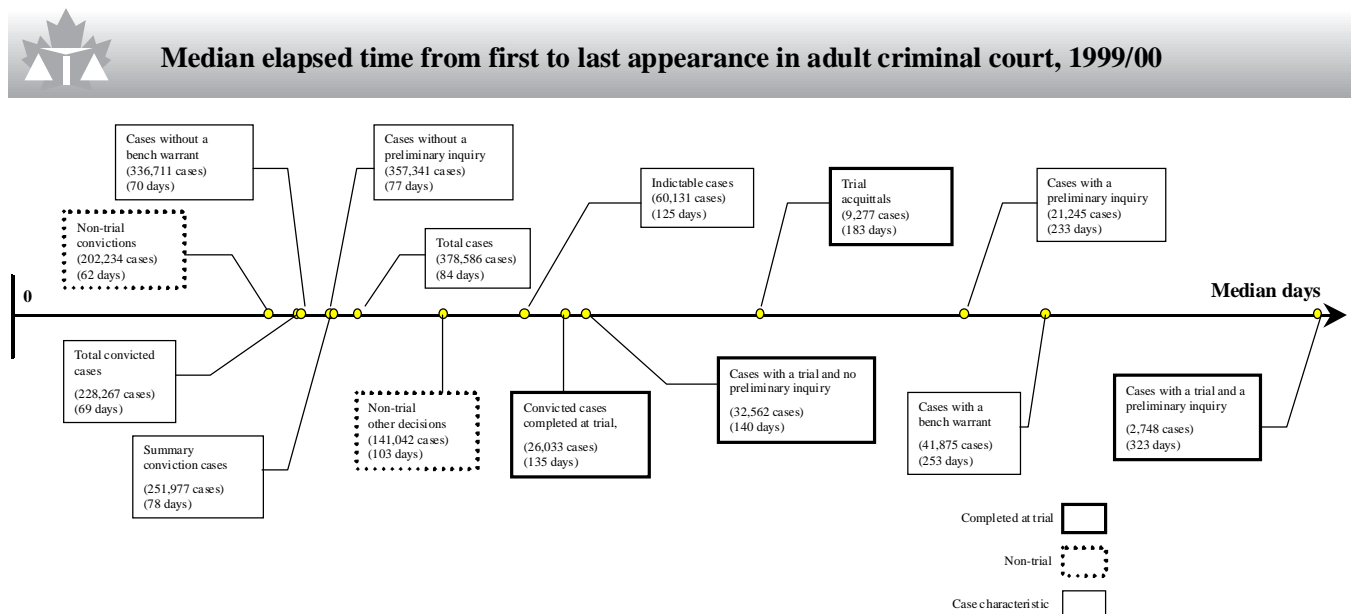 Median elapsed time from first to last appearance in adult criminal court, 1999/00
Cases without a
bench warrant
(336,711 cases)
(70 days)
Cases without a
preliminary inquiry
(357,341 cases)
(77 days)
Indictable cases
(60,131 cases)
(125 days)
Trial
acquittals
(9,277 cases)
(183 days)
Cases with a
preliminary inquiry
(21,245 cases)
(233 days)
Non-trial
convictions
(202,234 cases)
(62 days)
Total cases
(378,586 cases)
(84 days)
0
Median days
Total convicted
cases
(228,267 cases)
(69 days)
Summary
conviction cases
(251,977 cases)
(78 days)
Non-trial
other decisions
(141,042 cases)
(103 days)
Convicted cases
completed at trial,
(26,033 cases)
(135 days)
Cases with a trial and no
preliminary inquiry
(32,562 cases)
(140 days)
Cases with a
bench warrant
(41,875 cases)
(253 days)
Cases with a trial and a
preliminary inquiry
(2,748 cases)
(323 days)
Completed at trial
Non-trial
Case characteristic